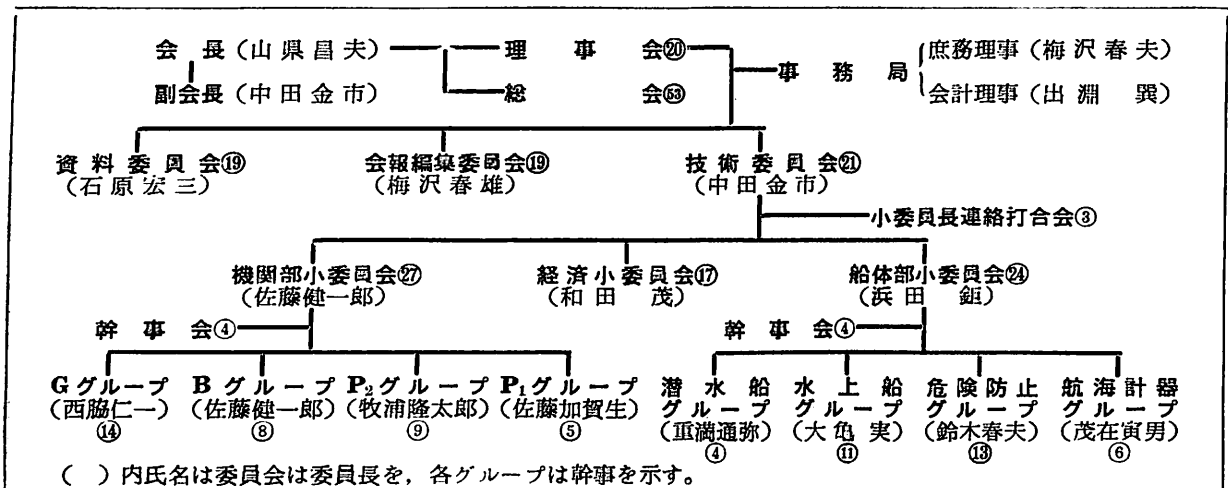 会長（山県昌夫） 理事会⑳ 庶務理事（梅沢春夫）
事務局
副会長（中田金市） 総会53 会計理事（出淵 巽）
資料委員会⑲ 会報編集委員会⑲ 技術委員会㉑
（石原宏三） （梅沢春雄） （中田金市）
小委員長連絡打合会③
機関部小委員会㉗ 経済小委員会⑰ 船体部小委員会㉔
（佐藤健一郎） （和田茂） （浜田鉅）
幹事会④ 幹事会④
Gグループ Bグループ P₂グループ P₁グループ 潜水船 水上船 危険防止 航海計器
グループ グループ グループ グループ
（西脇仁一） （佐藤健一郎） （牧浦隆太郎） （佐藤加賀生） （重満通弥） （大亀実） （鈴木春夫） （茂在寅男）
⑭ ⑧ ⑨ ⑤ ④ ⑪ ⑬ ⑥
（ ）内氏名は委員会は委員長を，各グループは幹事を示す。